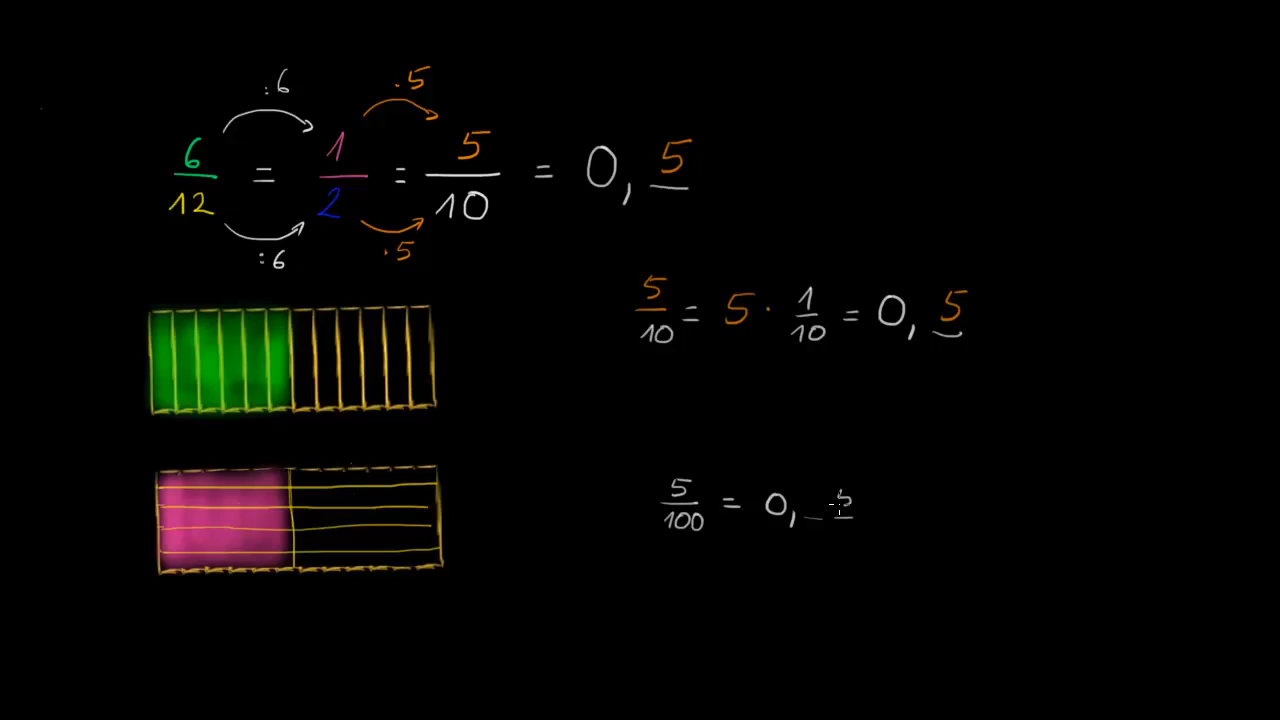 :6 .5
6/12 = 1/2 = 5/10 = 0, 5
:6 .5
5/10 = 5 · 1/10 = 0, 5
5/100 = 0, _ 5